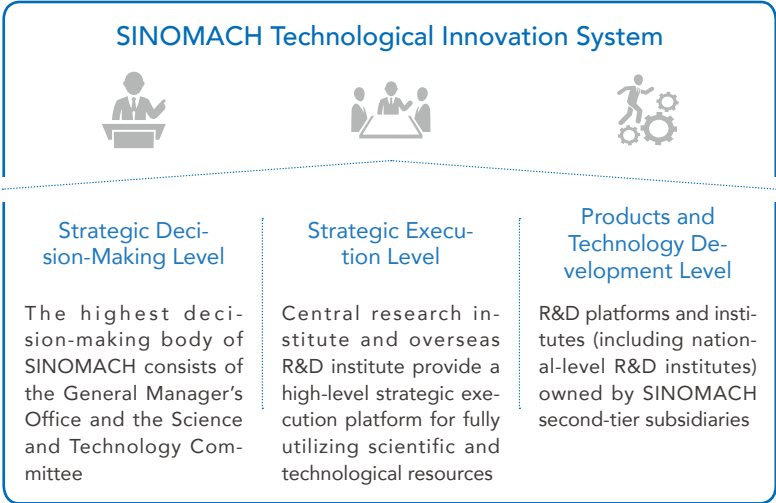 SINOMACH Technological Innovation System
Strategic Deci-
sion-Making Level
The highest deci-
sion-making body of
SINOMACH consists of
the General Manager's
Office and the Science
and Technology Com-
mittee
Strategic Execu-
tion Level
Central research in-
stitute and overseas
R&D institute provide a
high-level strategic exe-
cution platform for fully
utilizing scientific and
technological resources
Products and
Technology De-
velopment Level
R&D platforms and insti-
tutes (including nation-
al-level R&D institutes)
owned by SINOMACH
second-tier subsidiaries